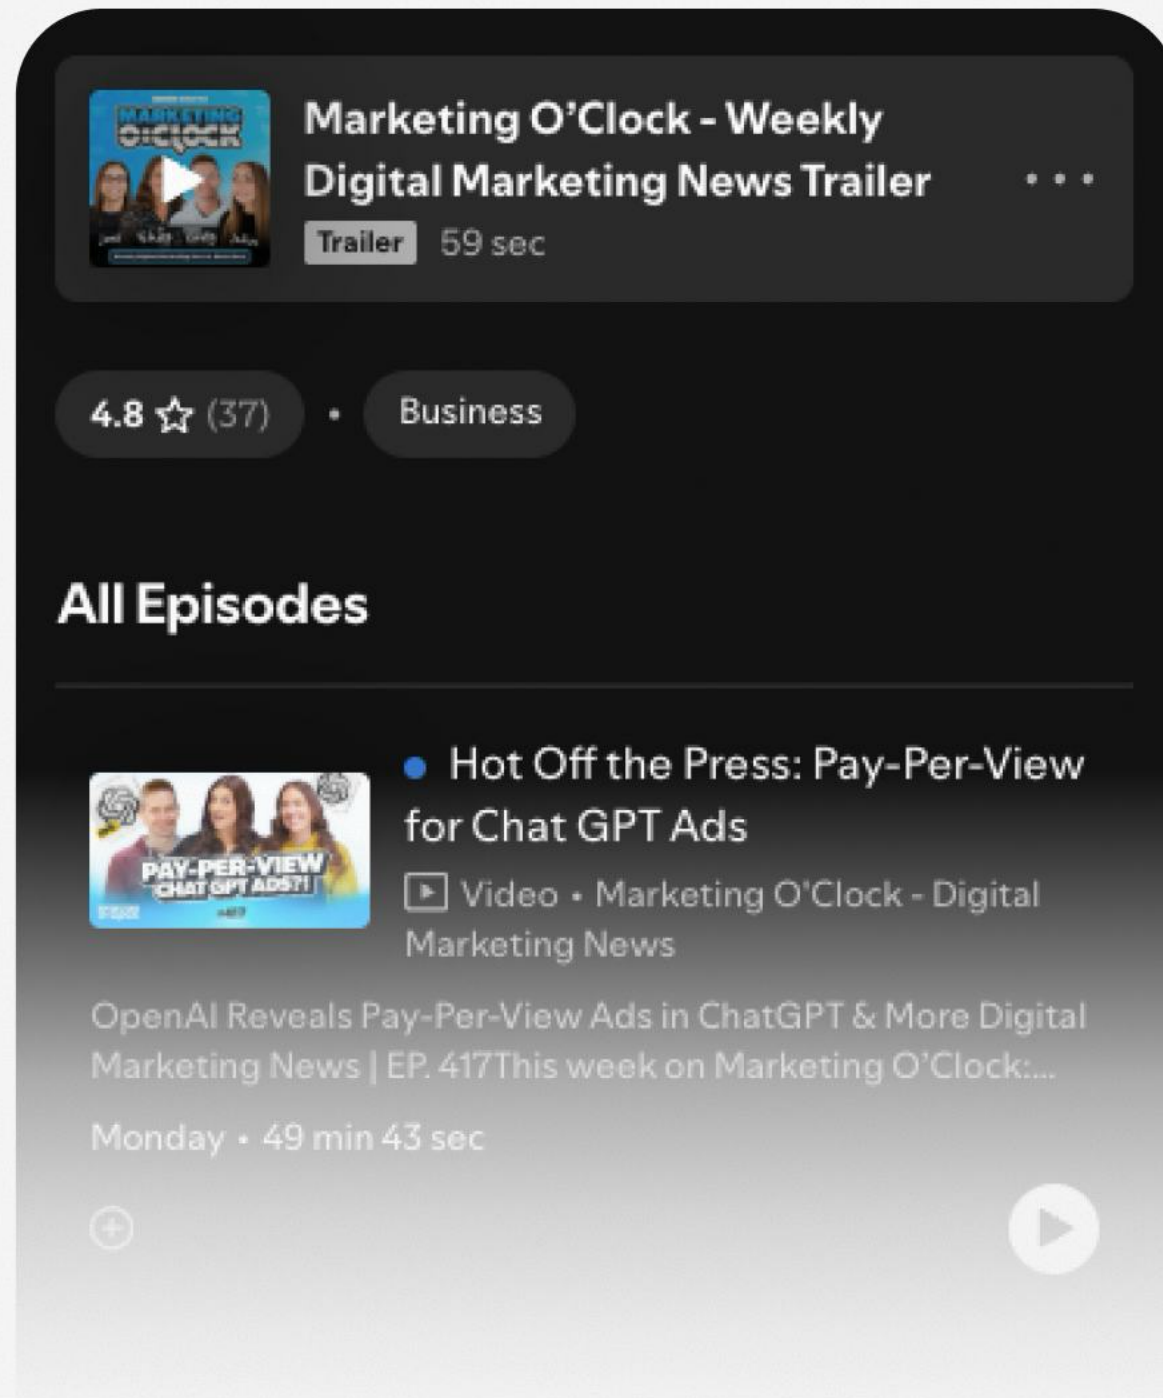 MARKETING
O'CLOCK
Marketing O'Clock - Weekly
Digital Marketing News Trailer
Trailer 59 sec
4.8 (37) • Business
All Episodes
Hot Off the Press: Pay-Per-View
for Chat GPT Ads
PAY-PER-VIEW
CHAT GPT ADS?!
Video • Marketing O'Clock - Digital
Marketing News
OpenAI Reveals Pay-Per-View Ads in ChatGPT & More Digital
Marketing News | EP. 417This week on Marketing O'Clock:...
Monday • 49 min 43 sec